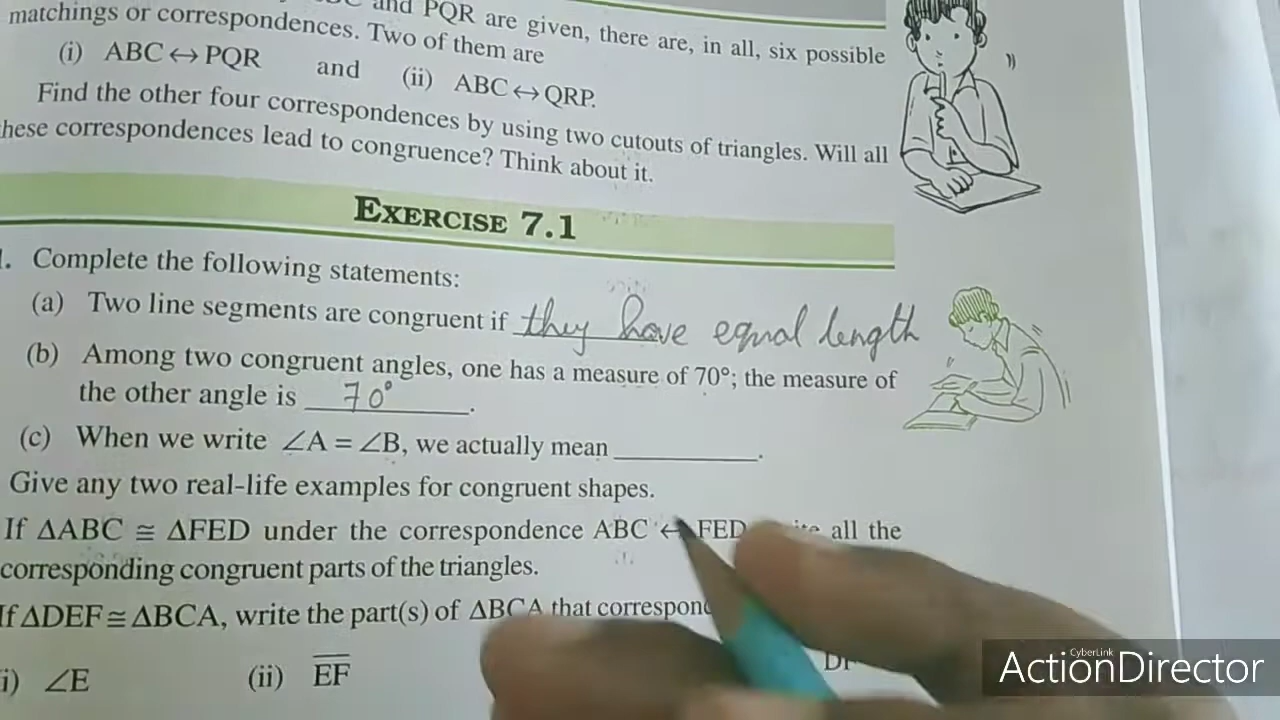 and PQR are given, there are, in all, six possible
matchings or correspondences. Two of them are
(i) ABC ↔ PQR and (ii) ABC ↔ QRP.
Find the other four correspondences by using two cutouts of triangles. Will all
these correspondences lead to congruence? Think about it.
EXERCISE 7.1
1. Complete the following statements:
(a) Two line segments are congruent if they have equal length
(b) Among two congruent angles, one has a measure of 70°; the measure of
the other angle is 70°.
(c) When we write ∠A = ∠B, we actually mean ____________.
Give any two real-life examples for congruent shapes.
If ΔABC ≅ ΔFED under the correspondence ABC ↔ FED, all the
corresponding congruent parts of the triangles.
If ΔDEF ≅ ΔBCA, write the part(s) of ΔBCA that correspond
i) ∠E (ii) EF
CyberLink
ActionDirector